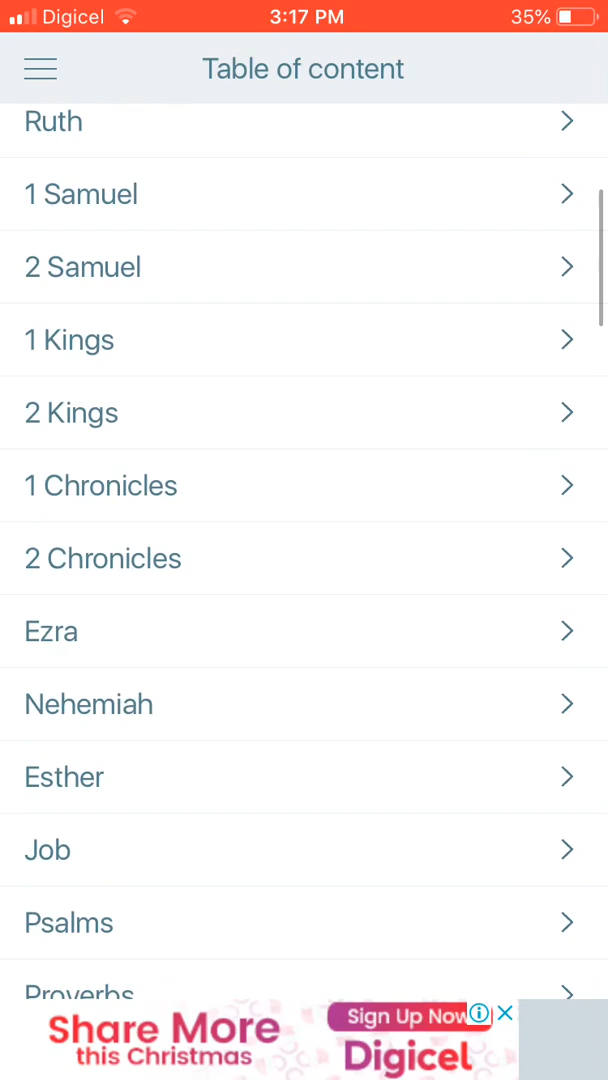 Digicel 3:17 PM 35%
Table of content
Ruth
1 Samuel
2 Samuel
1 Kings
2 Kings
1 Chronicles
2 Chronicles
Ezra
Nehemiah
Esther
Job
Psalms
Proverbs
Share More
this Christmas
Sign Up Now
Digicel